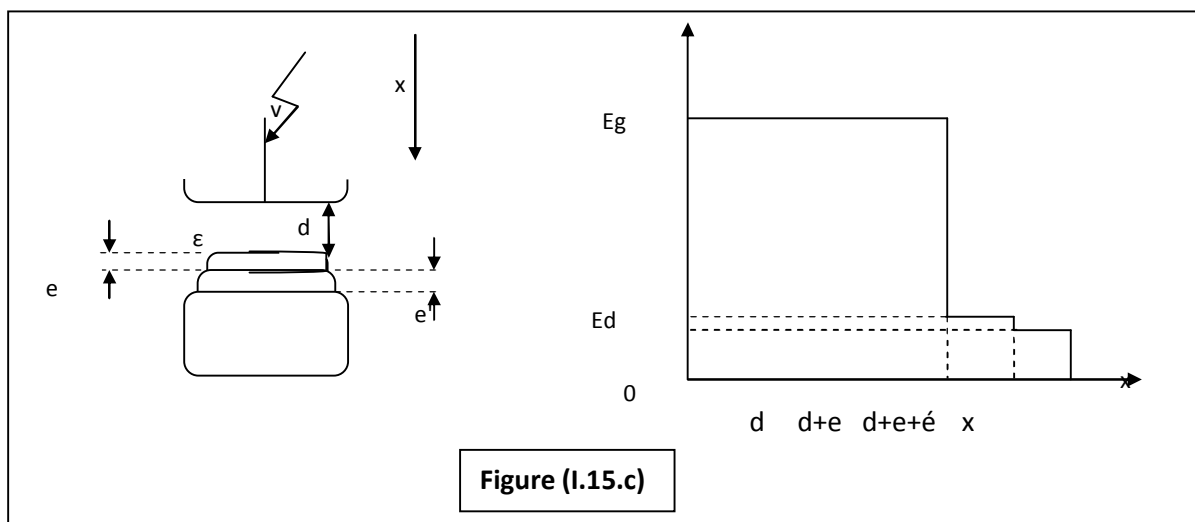 x
v
d
ε
e
e'
Eg
Ed
0
x
d d+e d+e+é x
Figure (I.15.c)